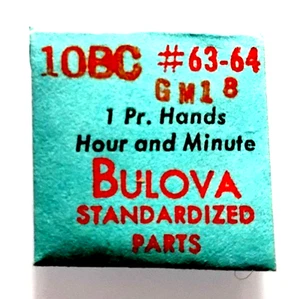 10BC #63-64
GM18
1 Pr. Hands
Hour and Minute
BULOVA
STANDARDIZED
PARTS